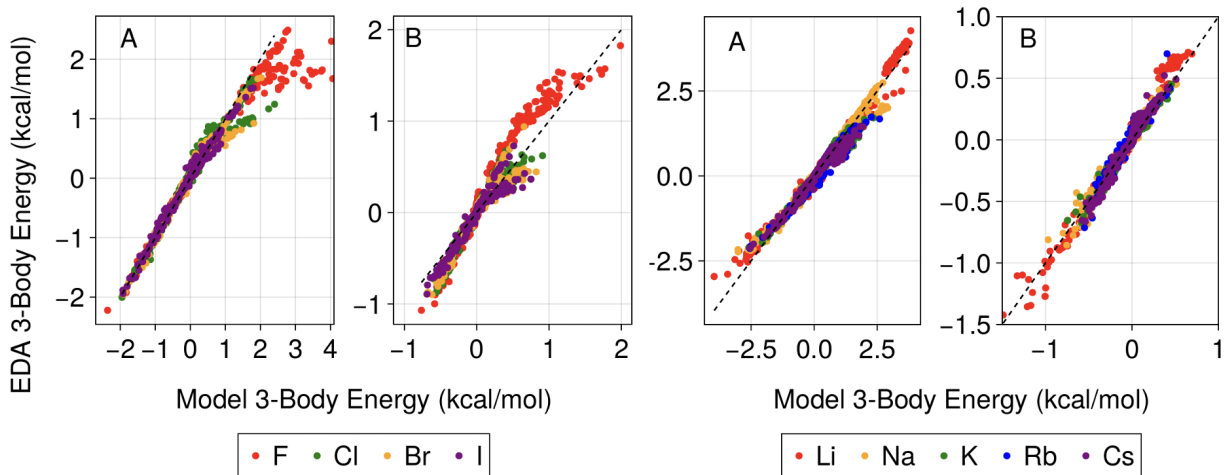 EDA 3-Body Energy (kcal/mol)
A
2
1
0
−1
−2
−2 −1 0 1 2 3 4
B
2
1
0
−1
−1 0 1 2
Model 3-Body Energy (kcal/mol)
F Cl Br I
A
2.5
0.0
−2.5
−2.5 0.0 2.5
B
1.0
0.5
0.0
−0.5
−1.0
−1.5
−1 0 1
Model 3-Body Energy (kcal/mol)
Li Na K Rb Cs